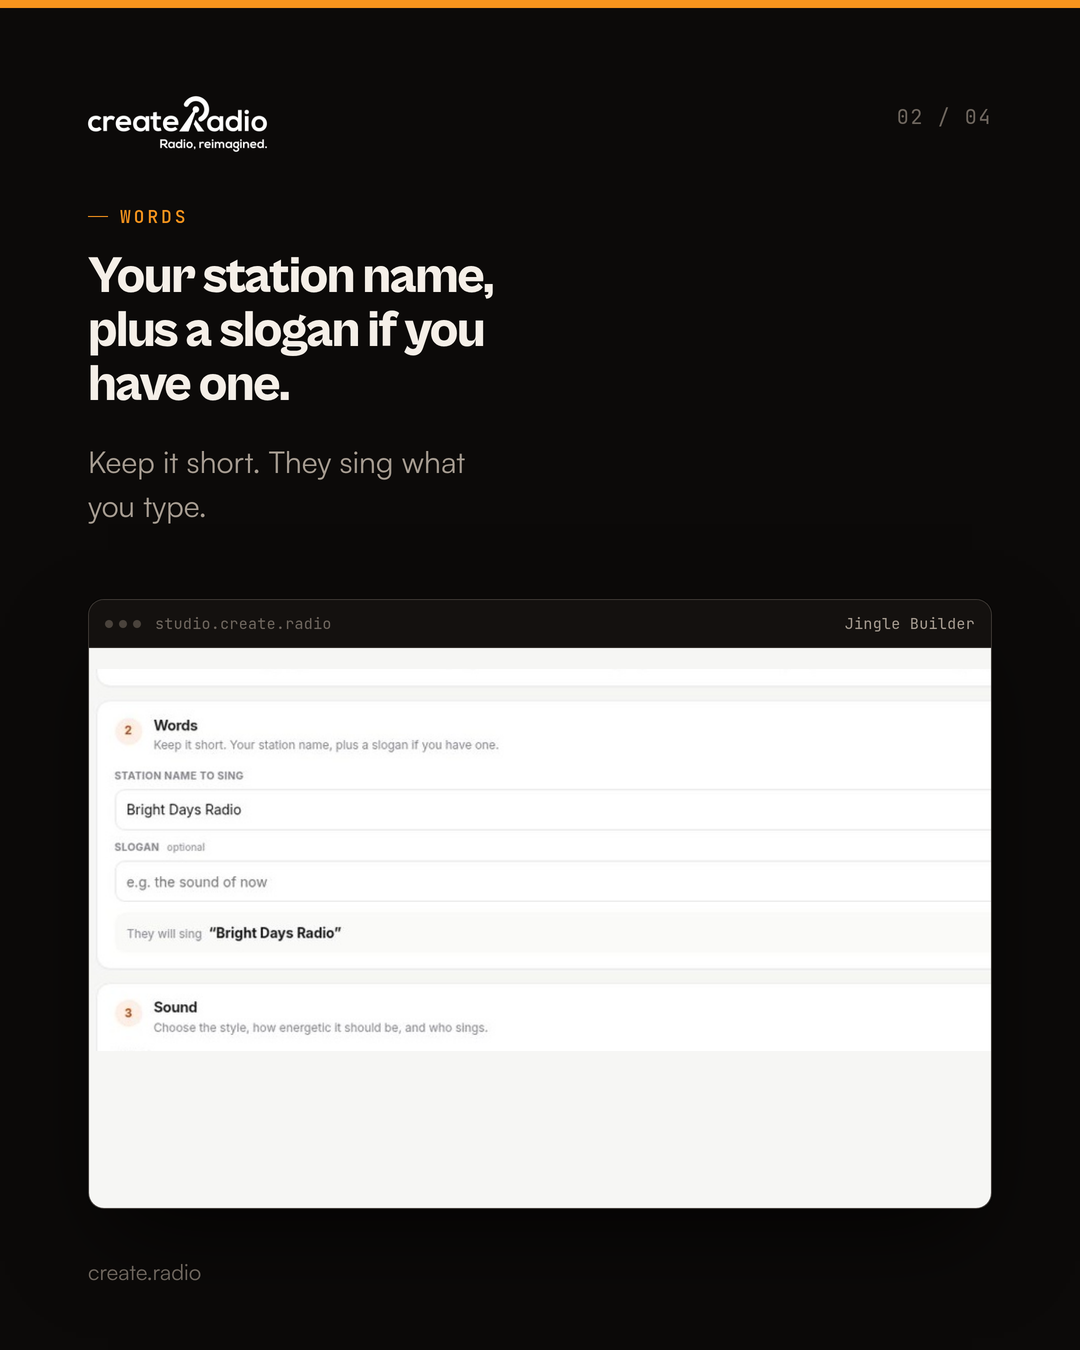 createRadio
Radio, reimagined.
02 / 04
— WORDS
Your station name,
plus a slogan if you
have one.
Keep it short. They sing what
you type.
studio.create.radio
Jingle Builder
2
Words
Keep it short. Your station name, plus a slogan if you have one.
STATION NAME TO SING
Bright Days Radio
SLOGAN optional
e.g. the sound of now
They will sing “Bright Days Radio”
3
Sound
Choose the style, how energetic it should be, and who sings.
create.radio